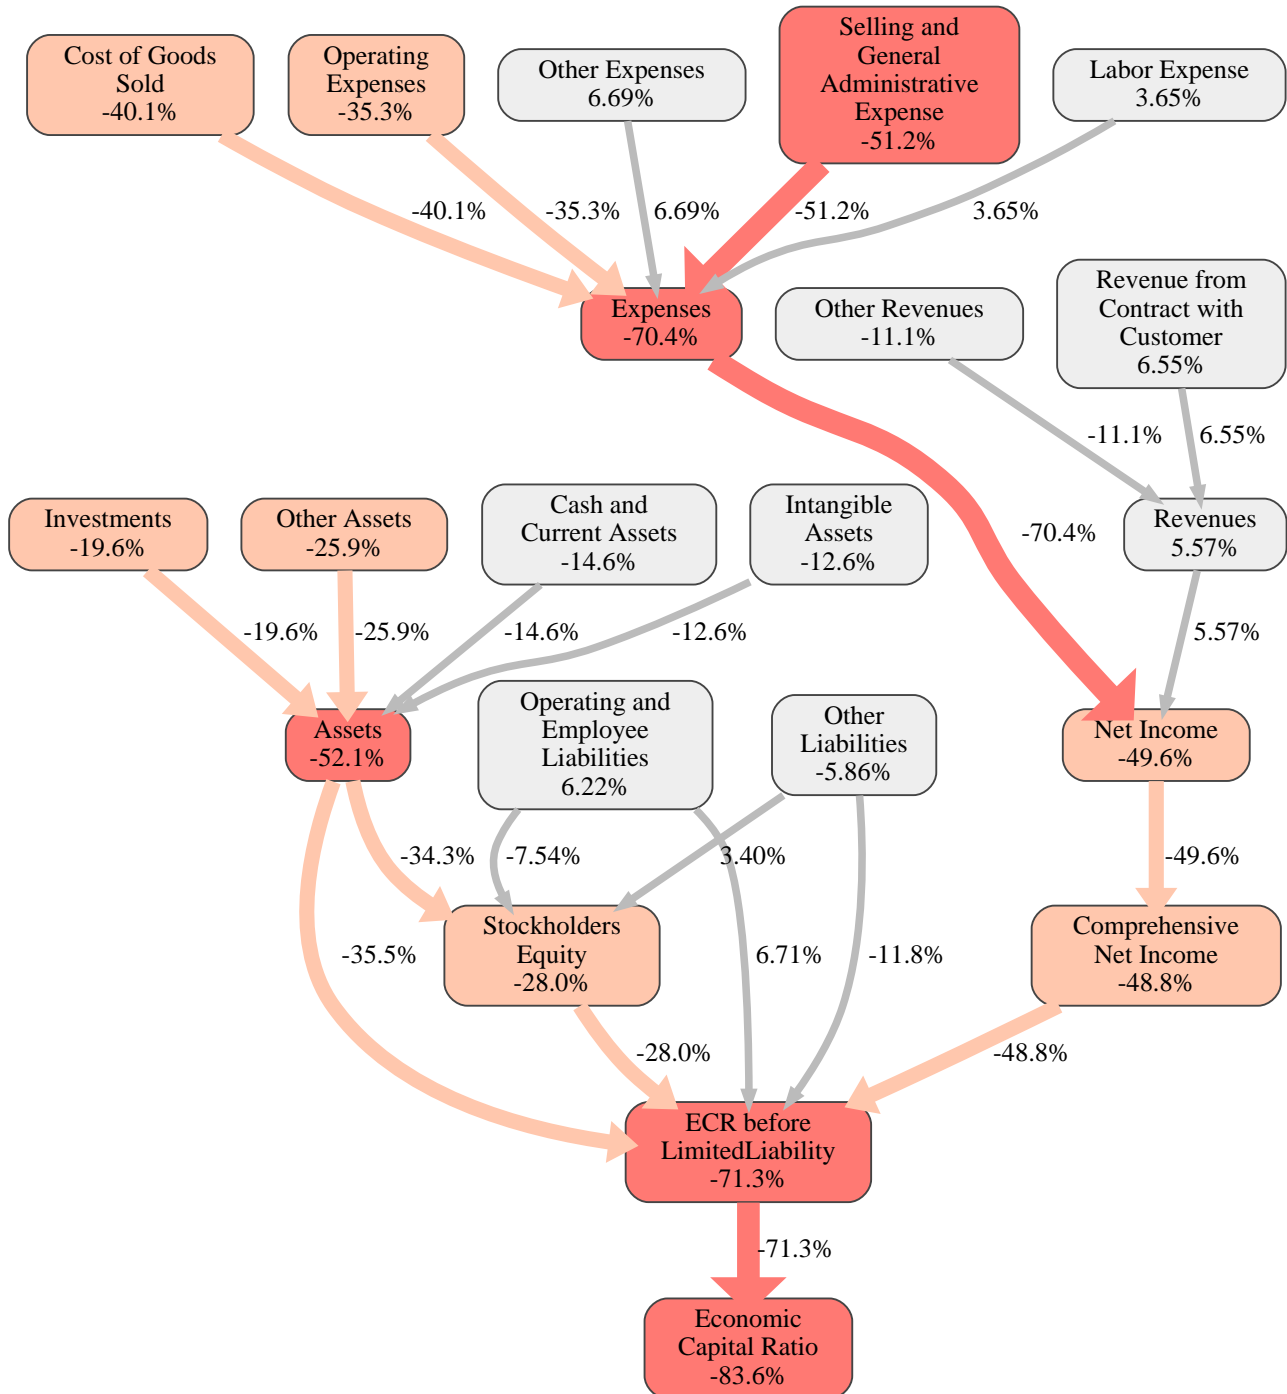 Cost of Goods
Sold
-40.1%
Operating
Expenses
-35.3%
Other Expenses
6.69%
Selling and
General
Administrative
Expense
-51.2%
Labor Expense
3.65%
-40.1%
-35.3%
6.69%
-51.2%
3.65%
Expenses
-70.4%
Other Revenues
-11.1%
Revenue from
Contract with
Customer
6.55%
-11.1%
6.55%
Investments
-19.6%
Other Assets
-25.9%
Cash and
Current Assets
-14.6%
Intangible
Assets
-12.6%
-70.4%
Revenues
5.57%
-19.6%
-25.9%
-14.6%
-12.6%
5.57%
Assets
-52.1%
Operating and
Employee
Liabilities
6.22%
Other
Liabilities
-5.86%
Net Income
-49.6%
-34.3%
-7.54%
3.40%
-49.6%
-35.5%
Stockholders
Equity
-28.0%
6.71%
-11.8%
Comprehensive
Net Income
-48.8%
-28.0%
-48.8%
ECR before
LimitedLiability
-71.3%
-71.3%
Economic
Capital Ratio
-83.6%